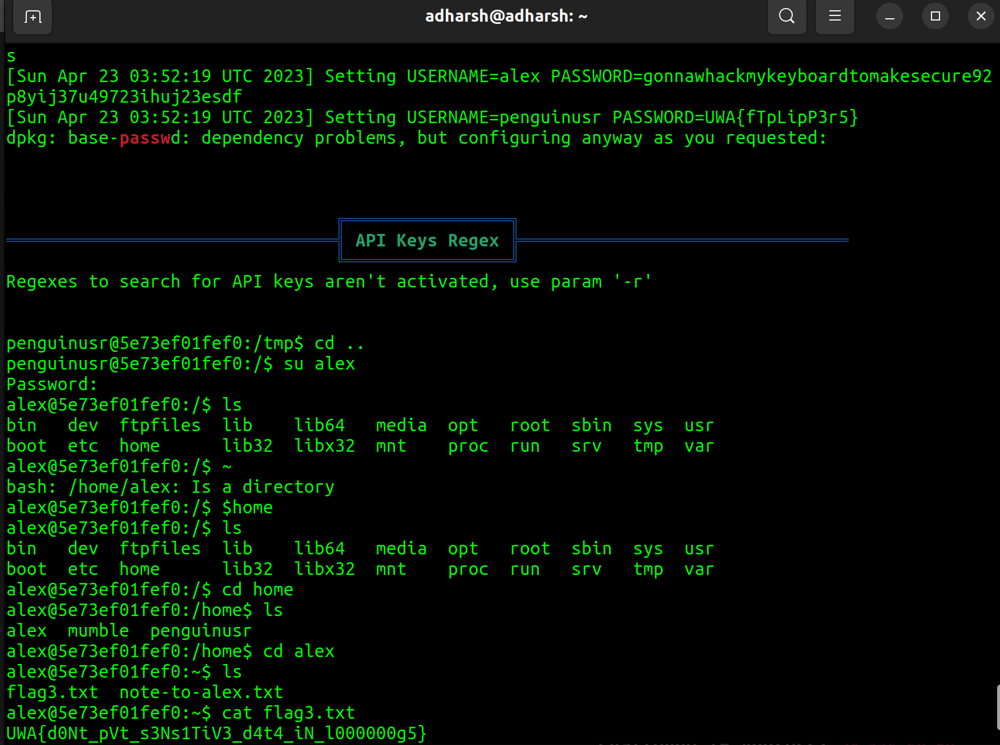 adharsh@adharsh: ~
s
[Sun Apr 23 03:52:19 UTC 2023] Setting USERNAME=alex PASSWORD=gonnawhackmykeyboardtomakesecure92
p8yij37u49723ihuj23esdf
[Sun Apr 23 03:52:19 UTC 2023] Setting USERNAME=penguinusr PASSWORD=UWA{fTpLipP3r5}
dpkg: base-passwd: dependency problems, but configuring anyway as you requested:
API Keys Regex
Regexes to search for API keys aren't activated, use param '-r'
penguinusr@5e73ef01fef0:/tmp$ cd ..
penguinusr@5e73ef01fef0:/$ su alex
Password:
alex@5e73ef01fef0:/$ ls
bin   dev  ftpfiles  lib    lib64   media  opt   root  sbin  sys  usr
boot  etc  home      lib32  libx32  mnt    proc  run   srv   tmp  var
alex@5e73ef01fef0:/$ ~
bash: /home/alex: Is a directory
alex@5e73ef01fef0:/$ $home
alex@5e73ef01fef0:/$ ls
bin   dev  ftpfiles  lib    lib64   media  opt   root  sbin  sys  usr
boot  etc  home      lib32  libx32  mnt    proc  run   srv   tmp  var
alex@5e73ef01fef0:/$ cd home
alex@5e73ef01fef0:/home$ ls
alex  mumble  penguinusr
alex@5e73ef01fef0:/home$ cd alex
alex@5e73ef01fef0:~$ ls
flag3.txt  note-to-alex.txt
alex@5e73ef01fef0:~$ cat flag3.txt
UWA{d0Nt_pVt_s3Ns1TiV3_d4t4_iN_l000000g5}